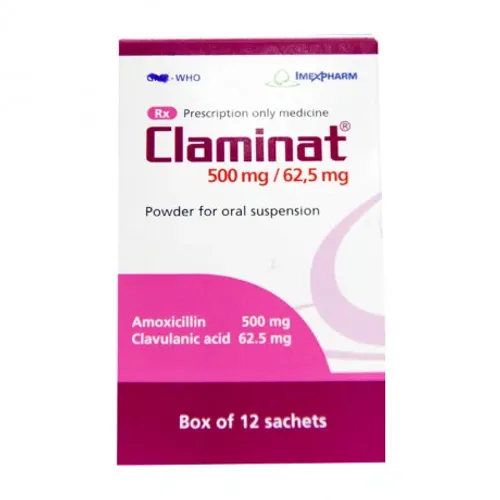 - WHO
IMEXPHARM
Rx Prescription only medicine
Claminat®
500 mg / 62,5 mg
Powder for oral suspension
Amoxicillin 500 mg
Clavulanic acid 62.5 mg
Box of 12 sachets